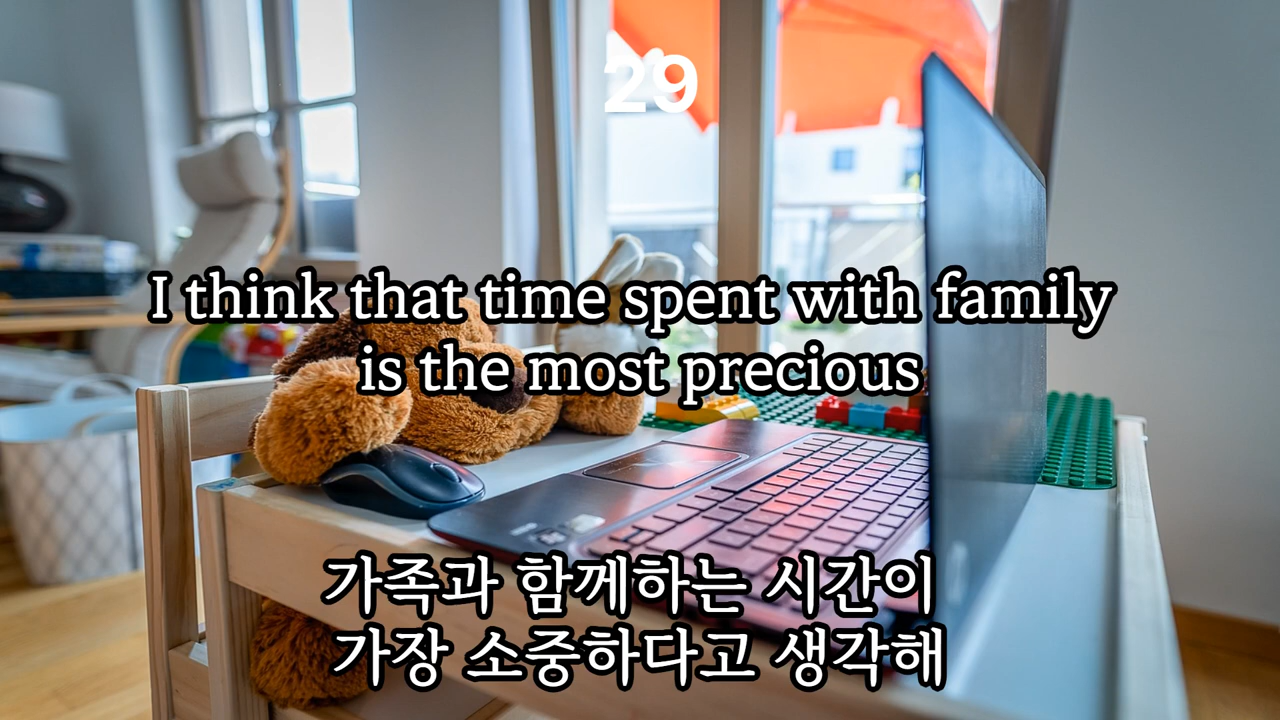 29
I think that time spent with family
is the most precious
가족과 함께하는 시간이
가장 소중하다고 생각해